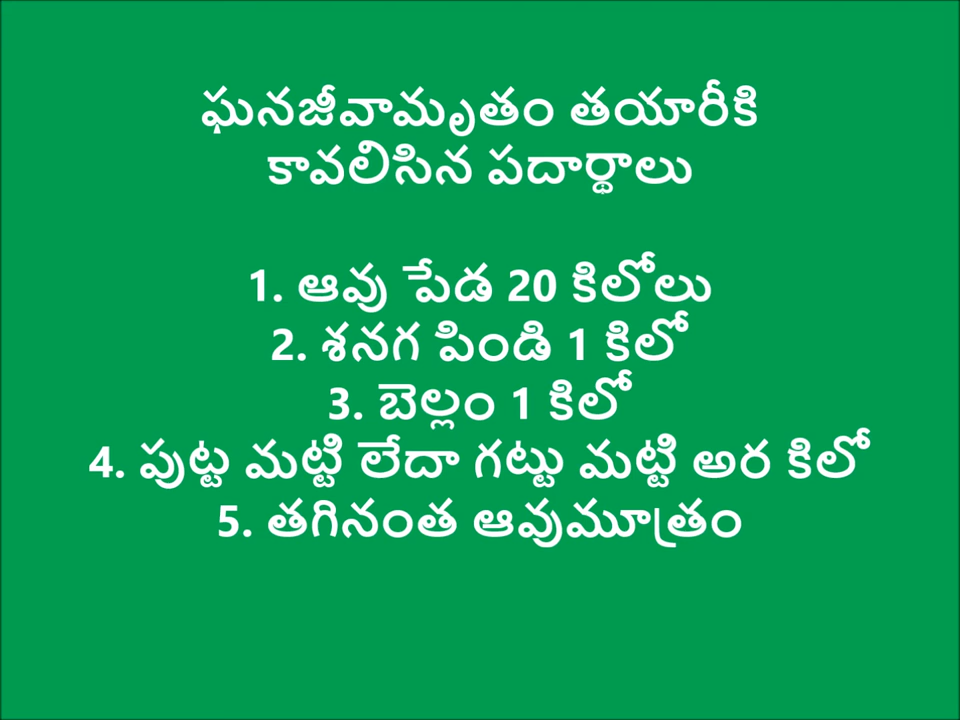 ఘనజీవామృతం తయారీకి
కావలిసిన పదార్థాలు
1. ఆవు పేడ 20 కిలోలు
2. శనగ పిండి 1 కిలో
3. బెల్లం 1 కిలో
4. పుట్ట మట్టి లేదా గట్టు మట్టి అర కిలో
5. తగినంత ఆవుమూత్రం